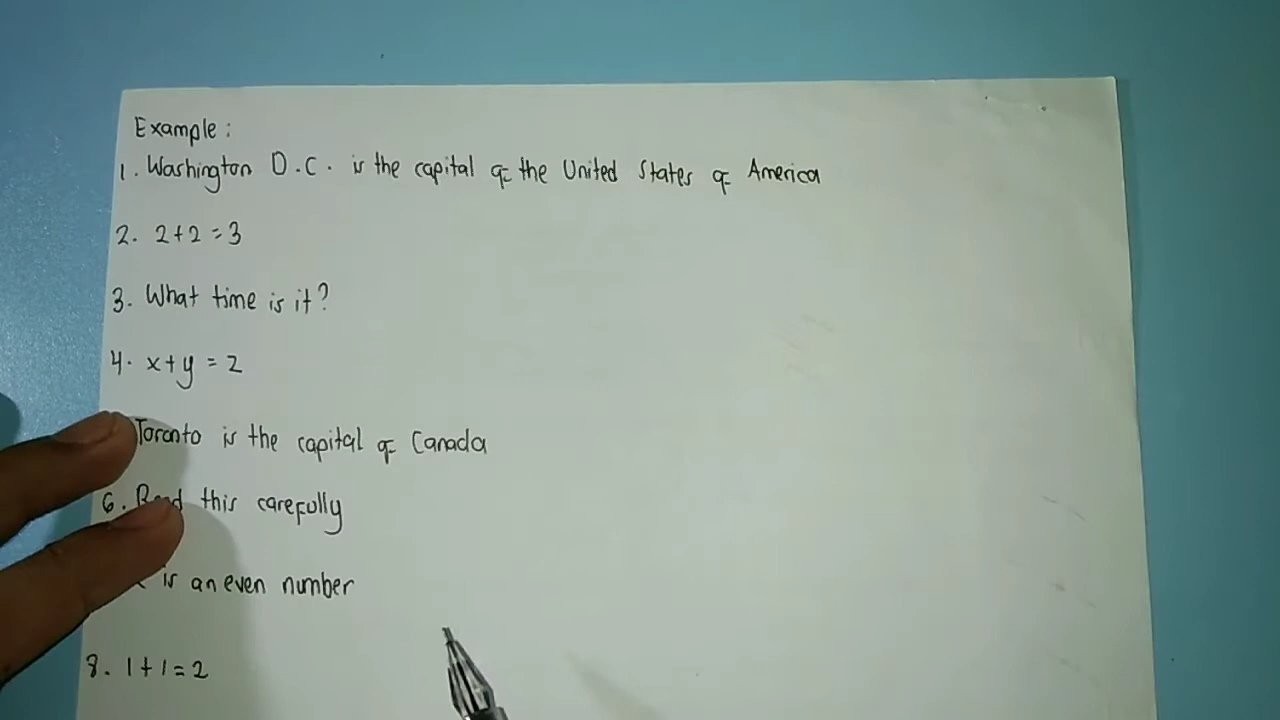 Example:
1. Washington D.C. is the capital of the United States of America
2. 2+2=3
3. What time is it?
4. x+y=2
Toronto is the capital of Canada
6. Read this carefully
is an even number
8. 1+1=2